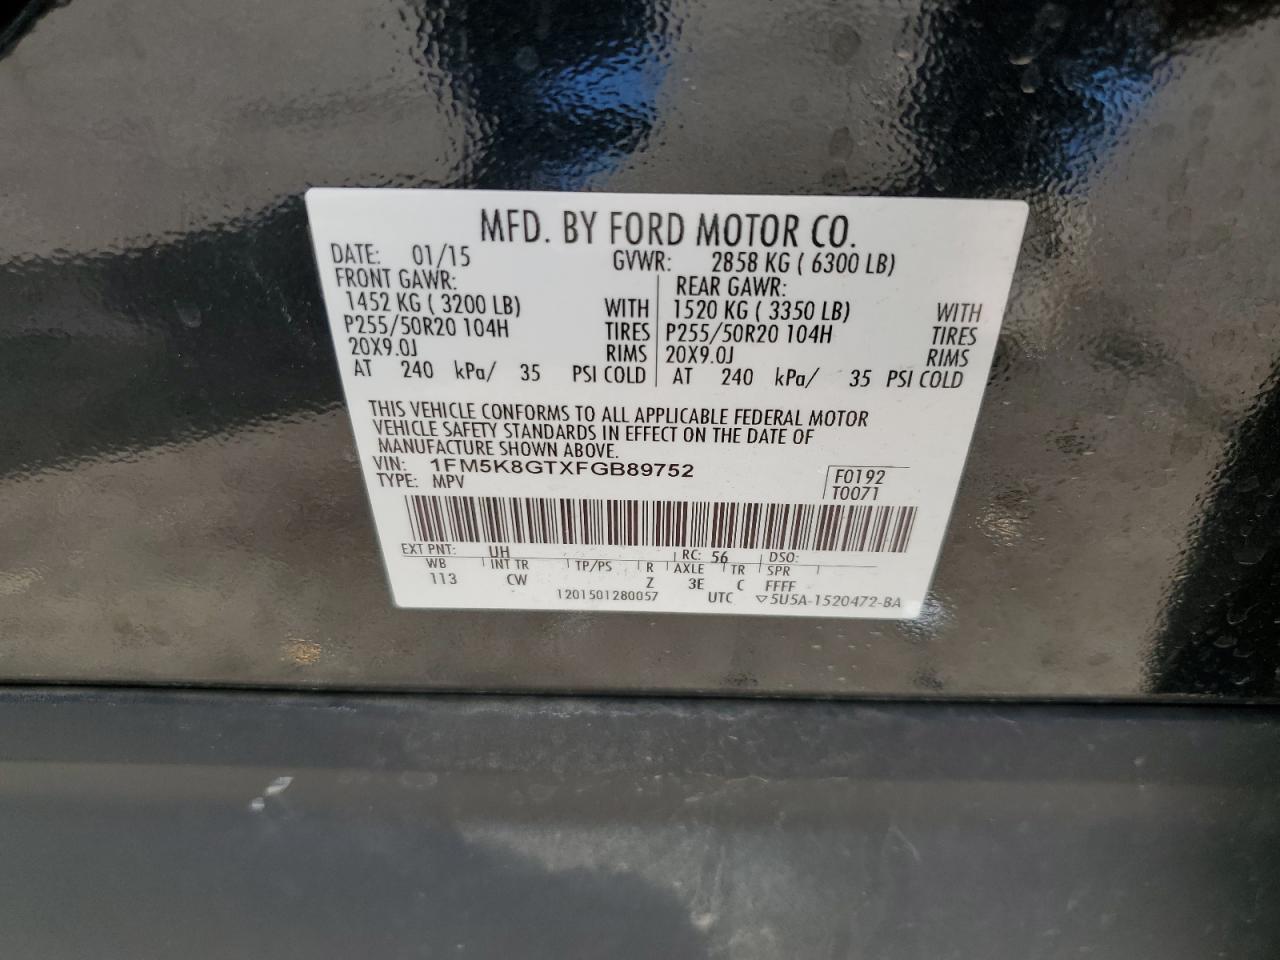 MFD. BY FORD MOTOR CO.
DATE: 01/15 GVWR: 2858 KG ( 6300 LB)
FRONT GAWR: REAR GAWR:
1452 KG ( 3200 LB) WITH 1520 KG ( 3350 LB) WITH
P255/50R20 104H TIRES P255/50R20 104H TIRES
20X9.0J RIMS 20X9.0J RIMS
AT 240 kPa/ 35 PSI COLD AT 240 kPa/ 35 PSI COLD
THIS VEHICLE CONFORMS TO ALL APPLICABLE FEDERAL MOTOR
VEHICLE SAFETY STANDARDS IN EFFECT ON THE DATE OF
MANUFACTURE SHOWN ABOVE.
VIN: 1FM5K8GTXFGB89752 F0192
TYPE: MPV T0071
EXT PNT: UH RC: 56 DSO:
WB INT TR TP/PS R AXLE TR SPR
113 CW Z 3E C FFFF
1201501280057 UTC ▽5U5A-1520472-BA